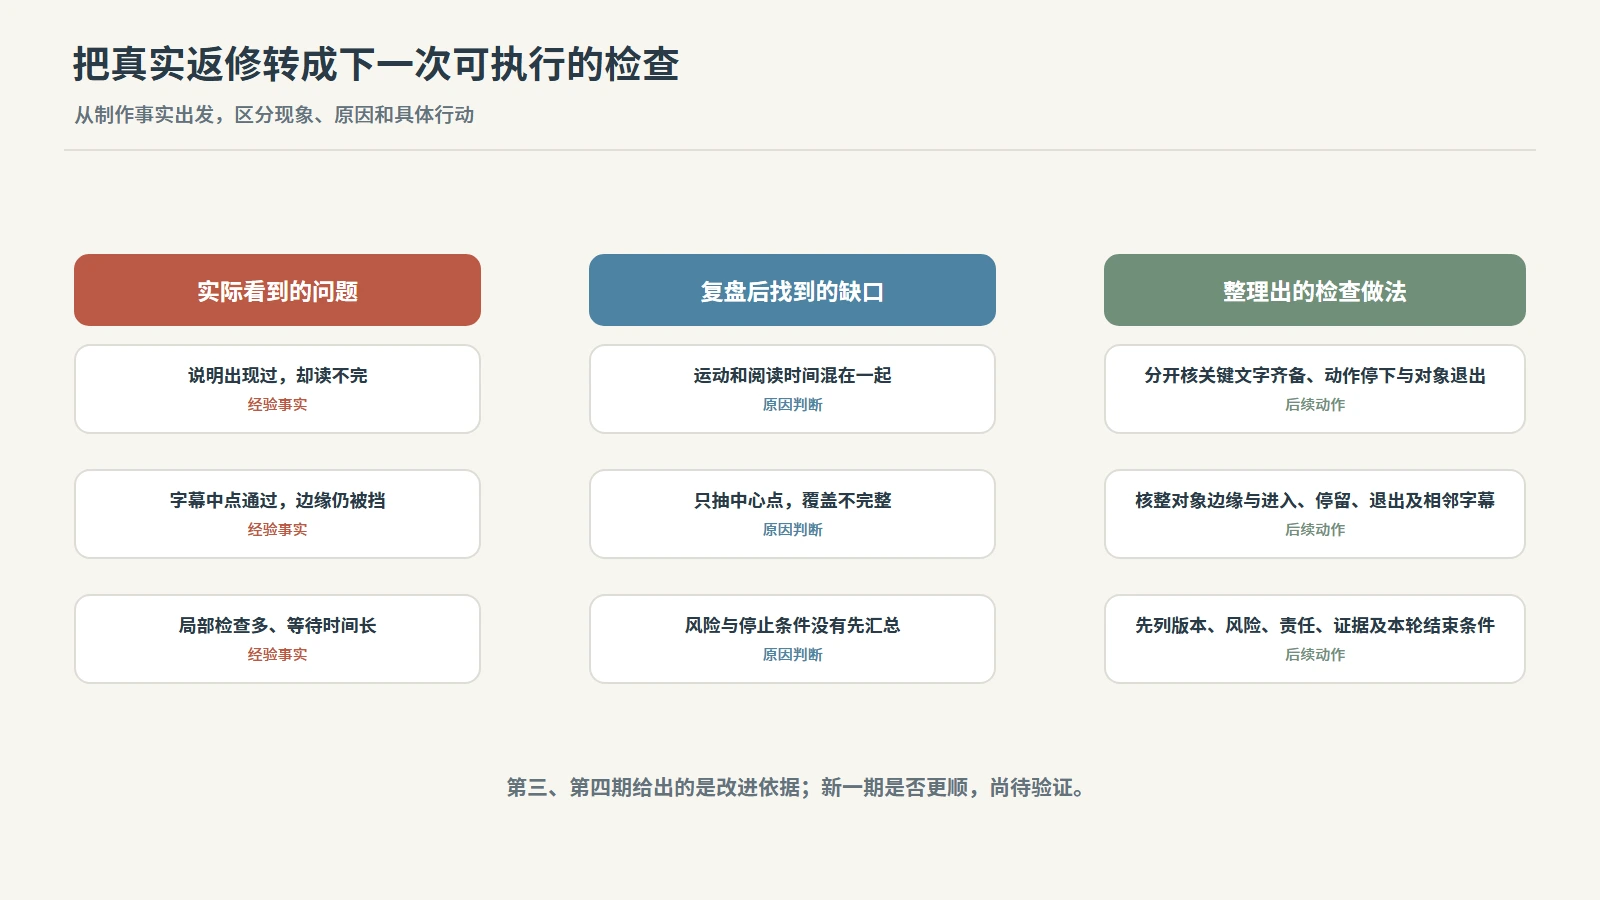 把真实返修转成下一次可执行的检查
从制作事实出发，区分现象、原因和具体行动
实际看到的问题
复盘后找到的缺口
整理出的检查做法
说明出现过，却读不完
经验事实
运动和阅读时间混在一起
原因判断
分开核关键文字齐备、动作停下与对象退出
后续动作
字幕中点通过，边缘仍被挡
经验事实
只抽中心点，覆盖不完整
原因判断
核整对象边缘与进入、停留、退出及相邻字幕
后续动作
局部检查多、等待时间长
经验事实
风险与停止条件没有先汇总
原因判断
先列版本、风险、责任、证据及本轮结束条件
后续动作
第三、第四期给出的是改进依据；新一期是否更顺，尚待验证。